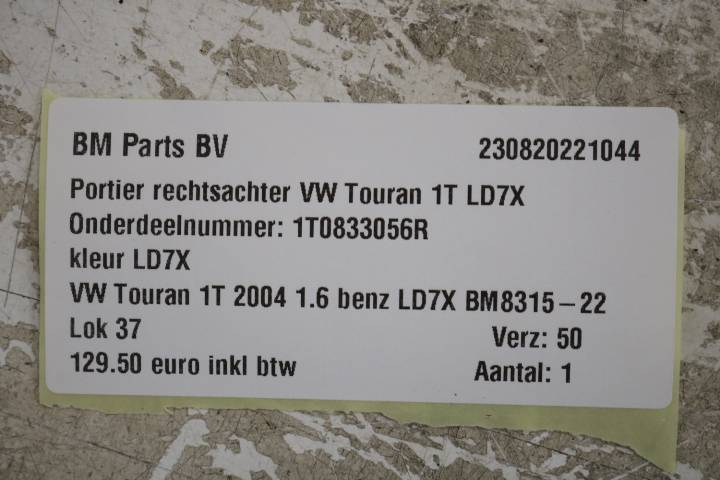 BM Parts BV 230820221044
Portier rechtsachter VW Touran 1T LD7X
Onderdeelnummer: 1T0833056R
kleur LD7X
VW Touran 1T 2004 1.6 benz LD7X BM8315-22
Lok 37 Verz: 50
129.50 euro inkl btw Aantal: 1